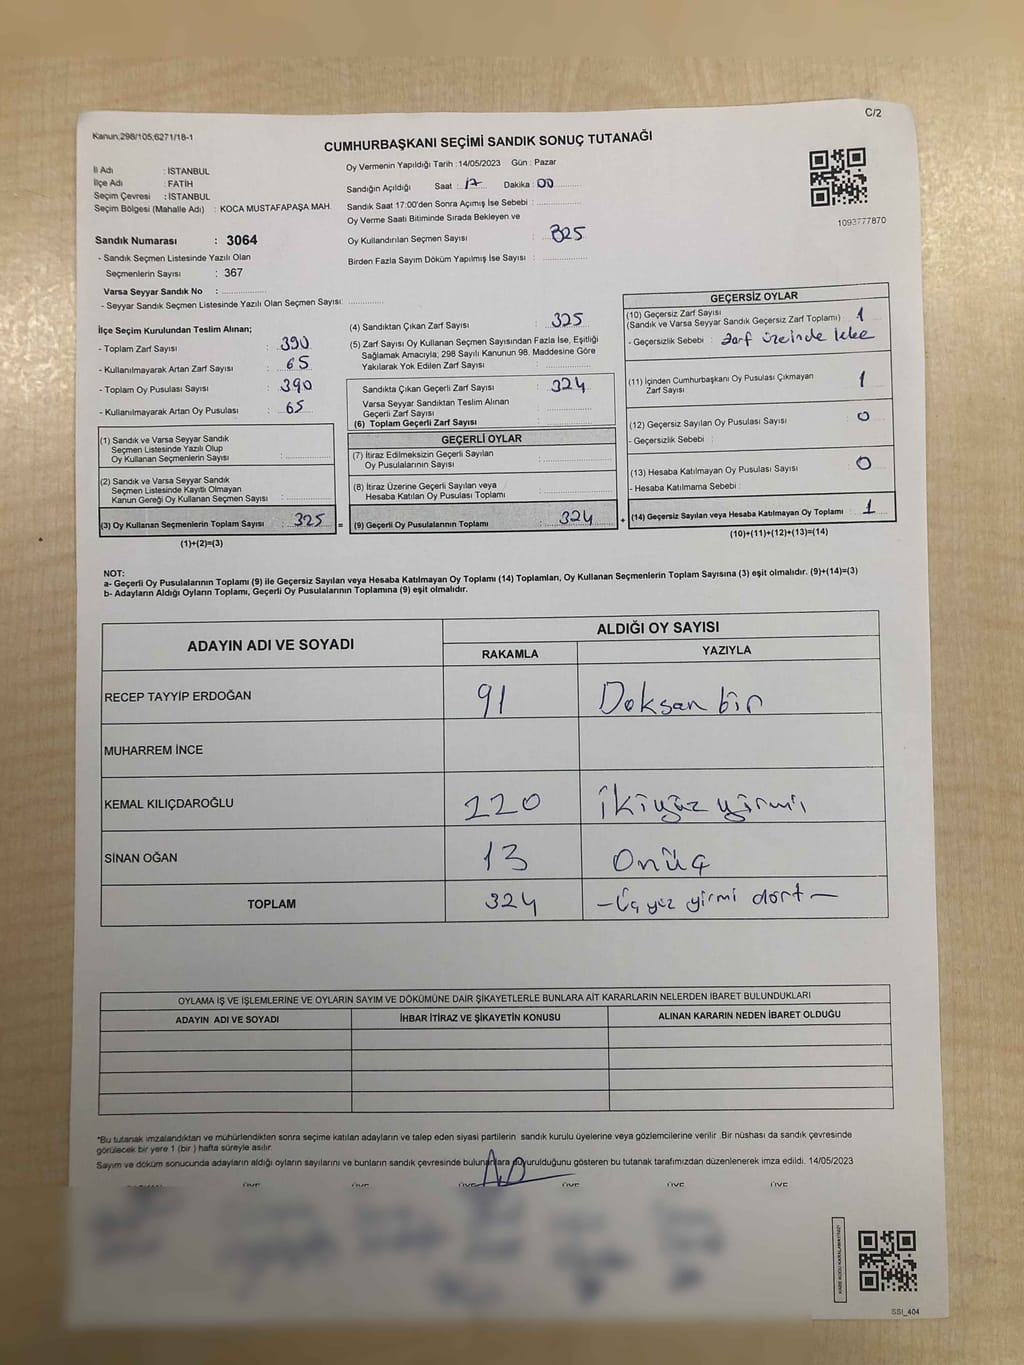 C/2
Kanun,298/105,6271/18-1
CUMHURBAŞKANI SEÇİMİ SANDIK SONUÇ TUTANAĞI
İl Adı : İSTANBUL
İlçe Adı : FATİH
Seçim Çevresi : İSTANBUL
Seçim Bölgesi (Mahalle Adı) : KOCA MUSTAFAPAŞA MAH.
Sandık Numarası : 3064
- Sandık Seçmen Listesinde Yazılı Olan
Seçmenlerin Sayısı : 367
Varsa Seyyar Sandık No :
- Seyyar Sandık Seçmen Listesinde Yazılı Olan Seçmen Sayısı:
Oy Vermenin Yapıldığı Tarih :14/05/2023 Gün : Pazar
Sandığın Açıldığı Saat : 17 Dakika : 00
Sandık Saat 17:00'den Sonra Açımış İse Sebebi :
Oy Verme Saati Bitiminde Sırada Bekleyen ve
Oy Kullandırılan Seçmen Sayısı : 325
Birden Fazla Sayım Döküm Yapılmış İse Sayısı :
1093777870
İlçe Seçim Kurulundan Teslim Alınan;
- Toplam Zarf Sayısı : 390
- Kullanılmayarak Artan Zarf Sayısı : 65
- Toplam Oy Pusulası Sayısı : 390
- Kullanılmayarak Artan Oy Pusulası : 65
(1) Sandık ve Varsa Seyyar Sandık
Seçmen Listesinde Yazılı Olup
Oy Kullanan Seçmenlerin Sayısı :
(2) Sandık ve Varsa Seyyar Sandık
Seçmen Listesinde Kayıtlı Olmayan
Kanun Gereği Oy Kullanan Seçmen Sayısı :
(3) Oy Kullanan Seçmenlerin Toplam Sayısı : 325 =
(1)+(2)=(3)
(4) Sandıktan Çıkan Zarf Sayısı : 325
(5) Zarf Sayısı Oy Kullanan Seçmen Sayısından Fazla İse, Eşitliği
Sağlamak Amacıyla, 298 Sayılı Kanunun 98. Maddesine Göre
Yakılarak Yok Edilen Zarf Sayısı :
Sandıkta Çıkan Geçerli Zarf Sayısı : 324
Varsa Seyyar Sandıktan Teslim Alınan
Geçerli Zarf Sayısı :
(6) Toplam Geçerli Zarf Sayısı :
GEÇERLİ OYLAR
(7) İtiraz Edilmeksizin Geçerli Sayılan
Oy Pusulalarının Sayısı :
(8) İtiraz Üzerine Geçerli Sayılan veya
Hesaba Katılan Oy Pusulası Toplamı :
(9) Geçerli Oy Pusulalarının Toplamı : 324 +
GEÇERSİZ OYLAR
(10) Geçersiz Zarf Sayısı : 1
(Sandık ve Varsa Seyyar Sandık Geçersiz Zarf Toplamı)
- Geçersizlik Sebebi : Zarf üzeinde leke
(11) İçinden Cumhurbaşkanı Oy Pusulası Çıkmayan
Zarf Sayısı : 1
(12) Geçersiz Sayılan Oy Pusulası Sayısı : 0
- Geçersizlik Sebebi :
(13) Hesaba Katılmayan Oy Pusulası Sayısı : 0
- Hesaba Katılmama Sebebi :
(14) Geçersiz Sayılan veya Hesaba Katılmayan Oy Toplamı : 1
(10)+(11)+(12)+(13)=(14)
NOT:
a- Geçerli Oy Pusulalarının Toplamı (9) ile Geçersiz Sayılan veya Hesaba Katılmayan Oy Toplamı (14) Toplamları, Oy Kullanan Seçmenlerin Toplam Sayısına (3) eşit olmalıdır. (9)+(14)=(3)
b- Adayların Aldığı Oyların Toplamı, Geçerli Oy Pusulalarının Toplamına (9) eşit olmalıdır.
ADAYIN ADI VE SOYADI
ALDIĞI OY SAYISI
RAKAMLA YAZIYLA
RECEP TAYYİP ERDOĞAN 91 Doksan bir
MUHARREM İNCE
KEMAL KILIÇDAROĞLU 220 ikiyüz yirmi
SİNAN OĞAN 13 Onüç
TOPLAM 324 -Üç yüz yirmi dört-
OYLAMA İŞ VE İŞLEMLERİNE VE OYLARIN SAYIM VE DÖKÜMÜNE DAİR ŞİKAYETLERLE BUNLARA AİT KARARLARIN NELERDEN İBARET BULUNDUKLARI
ADAYIN ADI VE SOYADI İHBAR İTİRAZ VE ŞİKAYETİN KONUSU ALINAN KARARIN NEDEN İBARET OLDUĞU
*Bu tutanak imzalandıktan ve mühürlendikten sonra seçime katılan adayların ve talep eden siyasi partilerin sandık kurulu üyelerine veya gözlemcilerine verilir .Bir nüshası da sandık çevresinde
görülecek bir yere 1 (bir ) hafta süreyle asılır.
Sayım ve döküm sonucunda adayların aldığı oyların sayılarını ve bunların sandık çevresinde bulunanlara duyurulduğunu gösteren bu tutanak tarafımızdan düzenlenerek imza edildi. 14/05/2023
ÜYE ÜYE ÜYE ÜYE ÜYE ÜYE
SSI_404